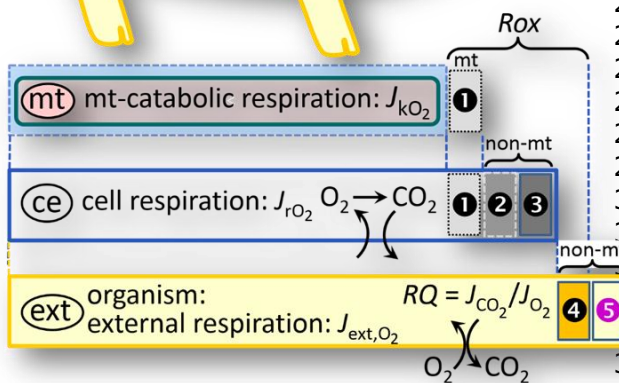 Rox
mt
mt mt-catabolic respiration: JkO2 ❶
non-mt
ce cell respiration: JrO2 O2 → CO2 ❶ ❷ ❸
non-m
organism: RQ = JCO2/JO2
ext ❹ ❺
external respiration: Jext,O2
O2 CO2